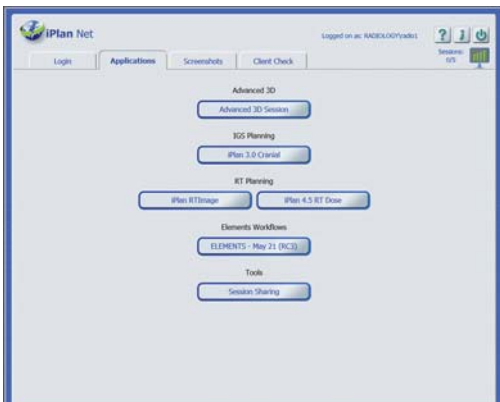 iPlan Net
Logged on as: RADIOLOGY\rado1
? i
Login Applications Screenshots Client Check
Sessions:
0/5
Advanced 3D
Advanced 3D Session
IGS Planning
iPlan 3.0 Cranial
RT Planning
iPlan RTImage iPlan 4.5 RT Dose
Elements Workflows
ELEMENTS - May 21 (RC3)
Tools
Session Sharing